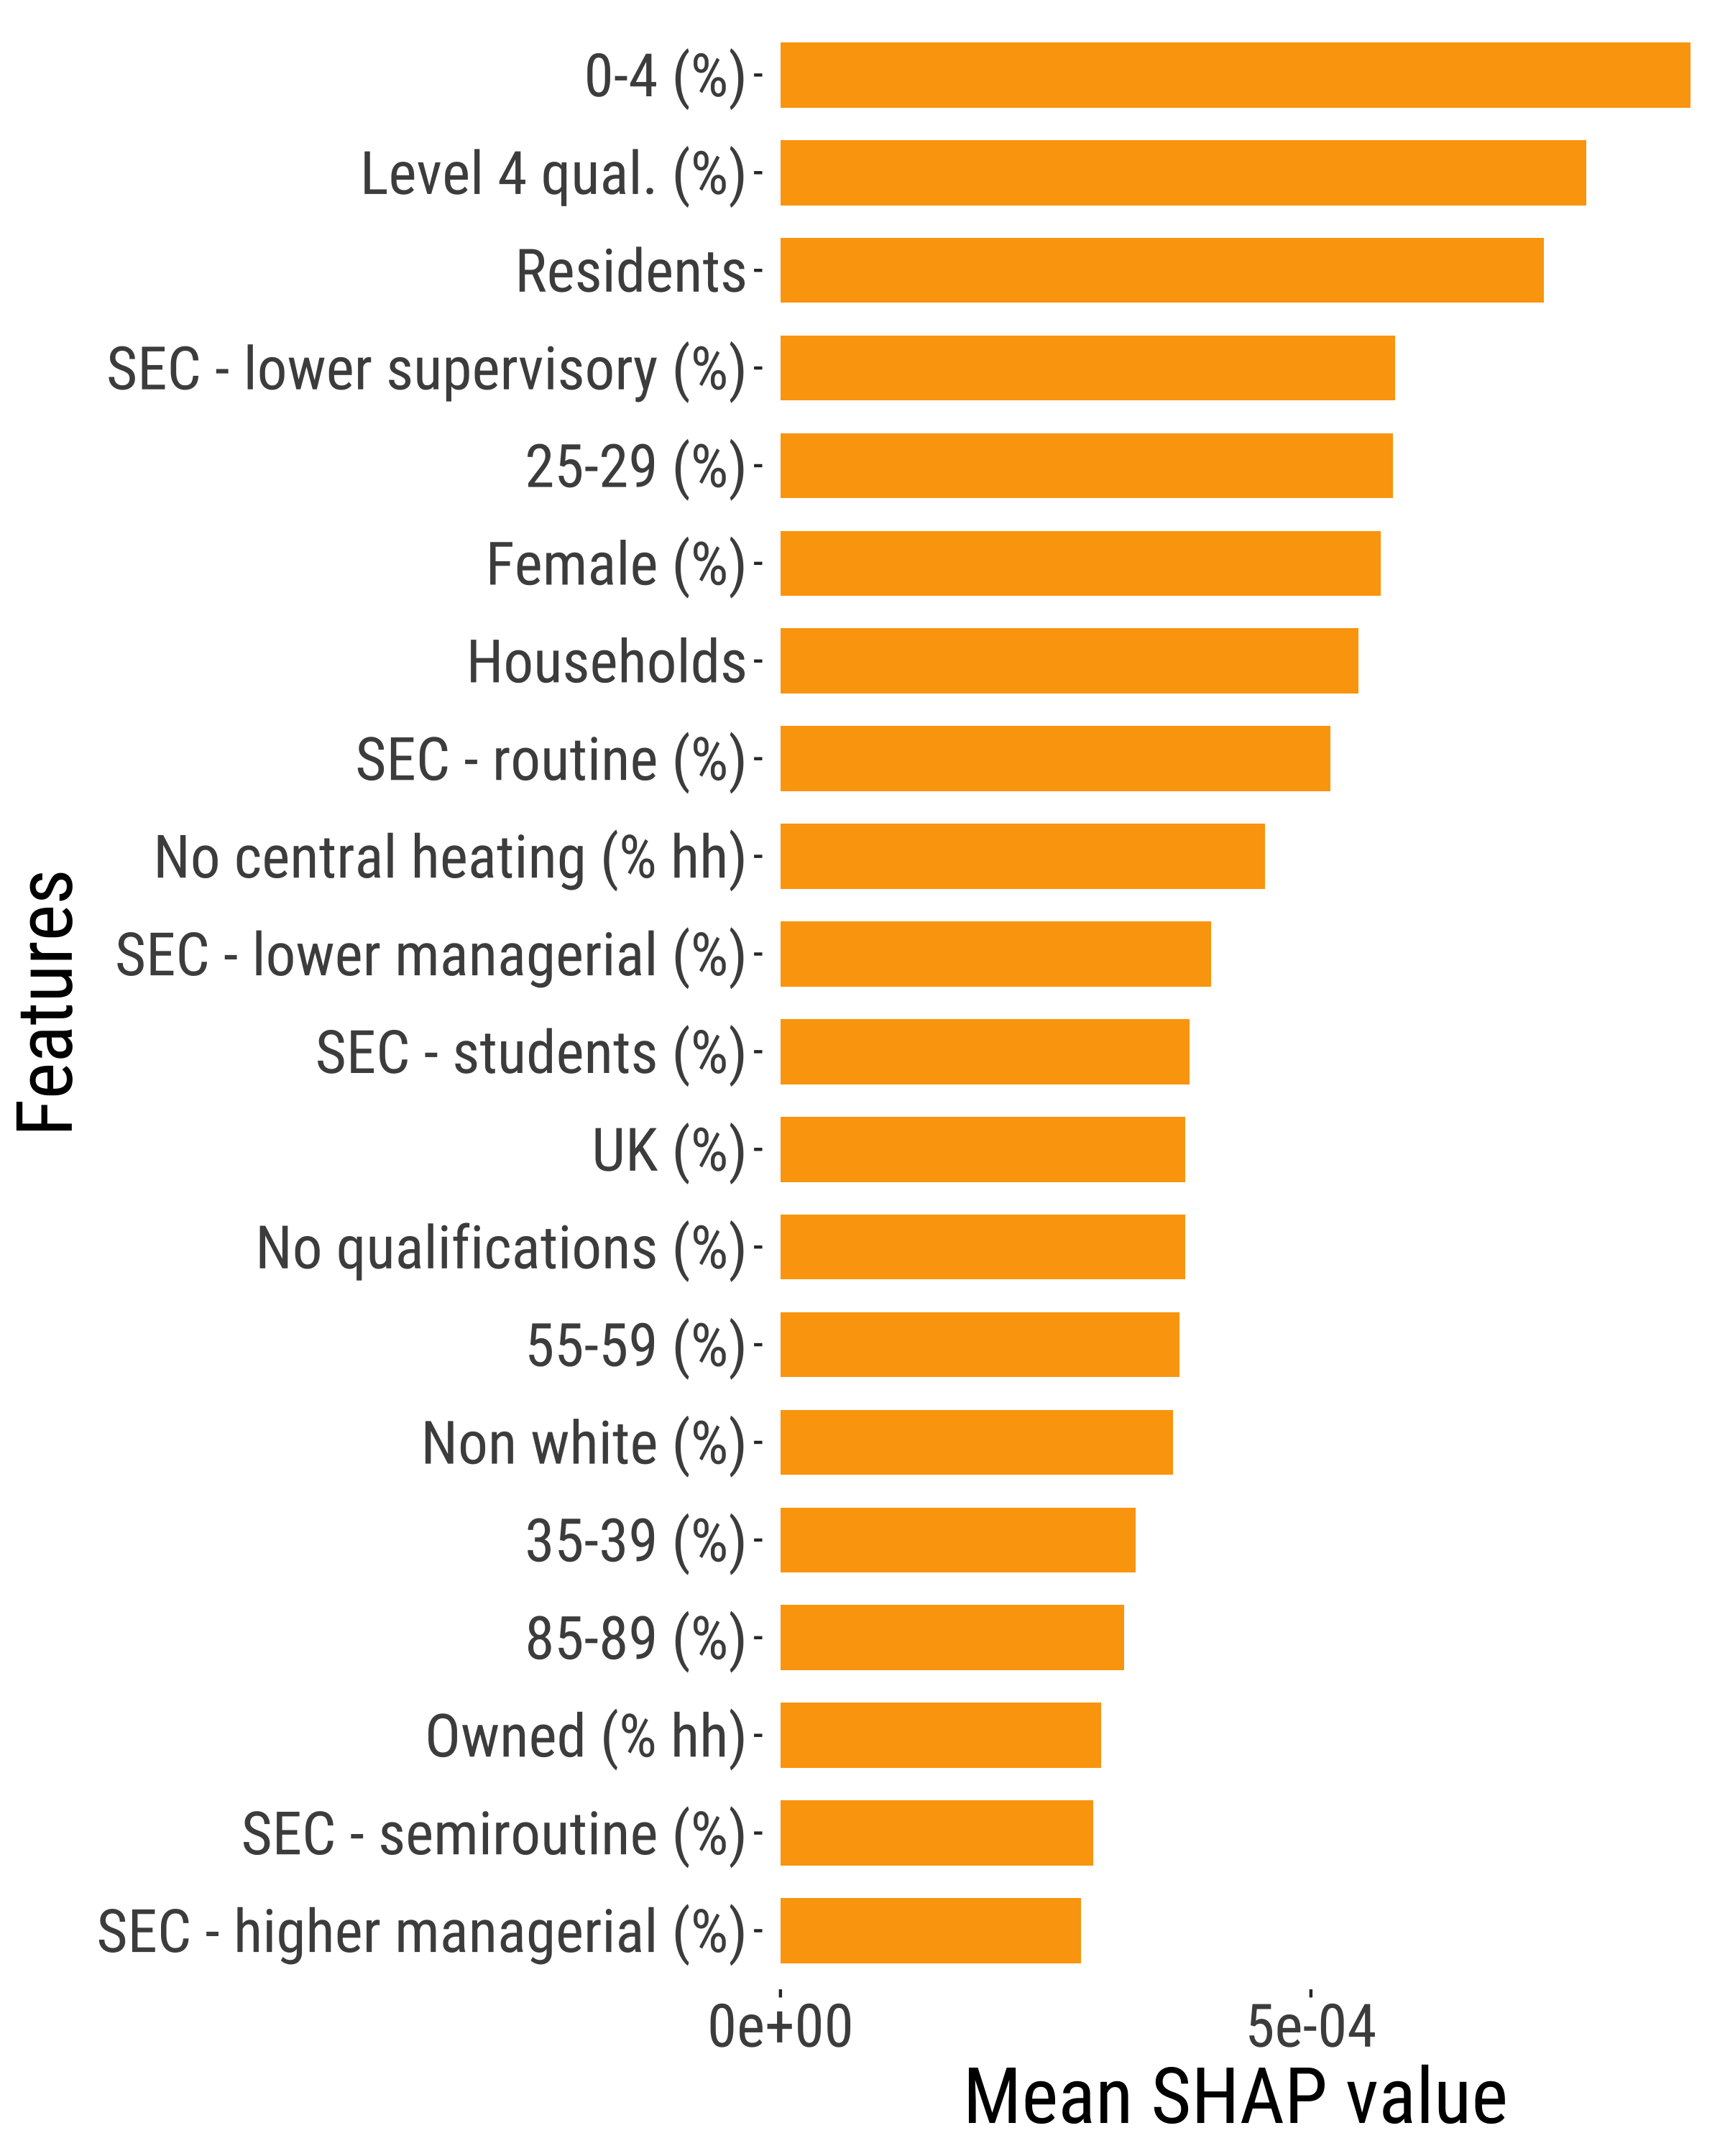 0-4 (%)
Level 4 qual. (%)
Residents
SEC - lower supervisory (%)
25-29 (%)
Female (%)
Households
SEC - routine (%)
No central heating (% hh)
SEC - lower managerial (%)
SEC - students (%)
UK (%)
No qualifications (%)
55-59 (%)
Non white (%)
35-39 (%)
85-89 (%)
Owned (% hh)
SEC - semiroutine (%)
SEC - higher managerial (%)
Features
0e+00
5e-04
Mean SHAP value